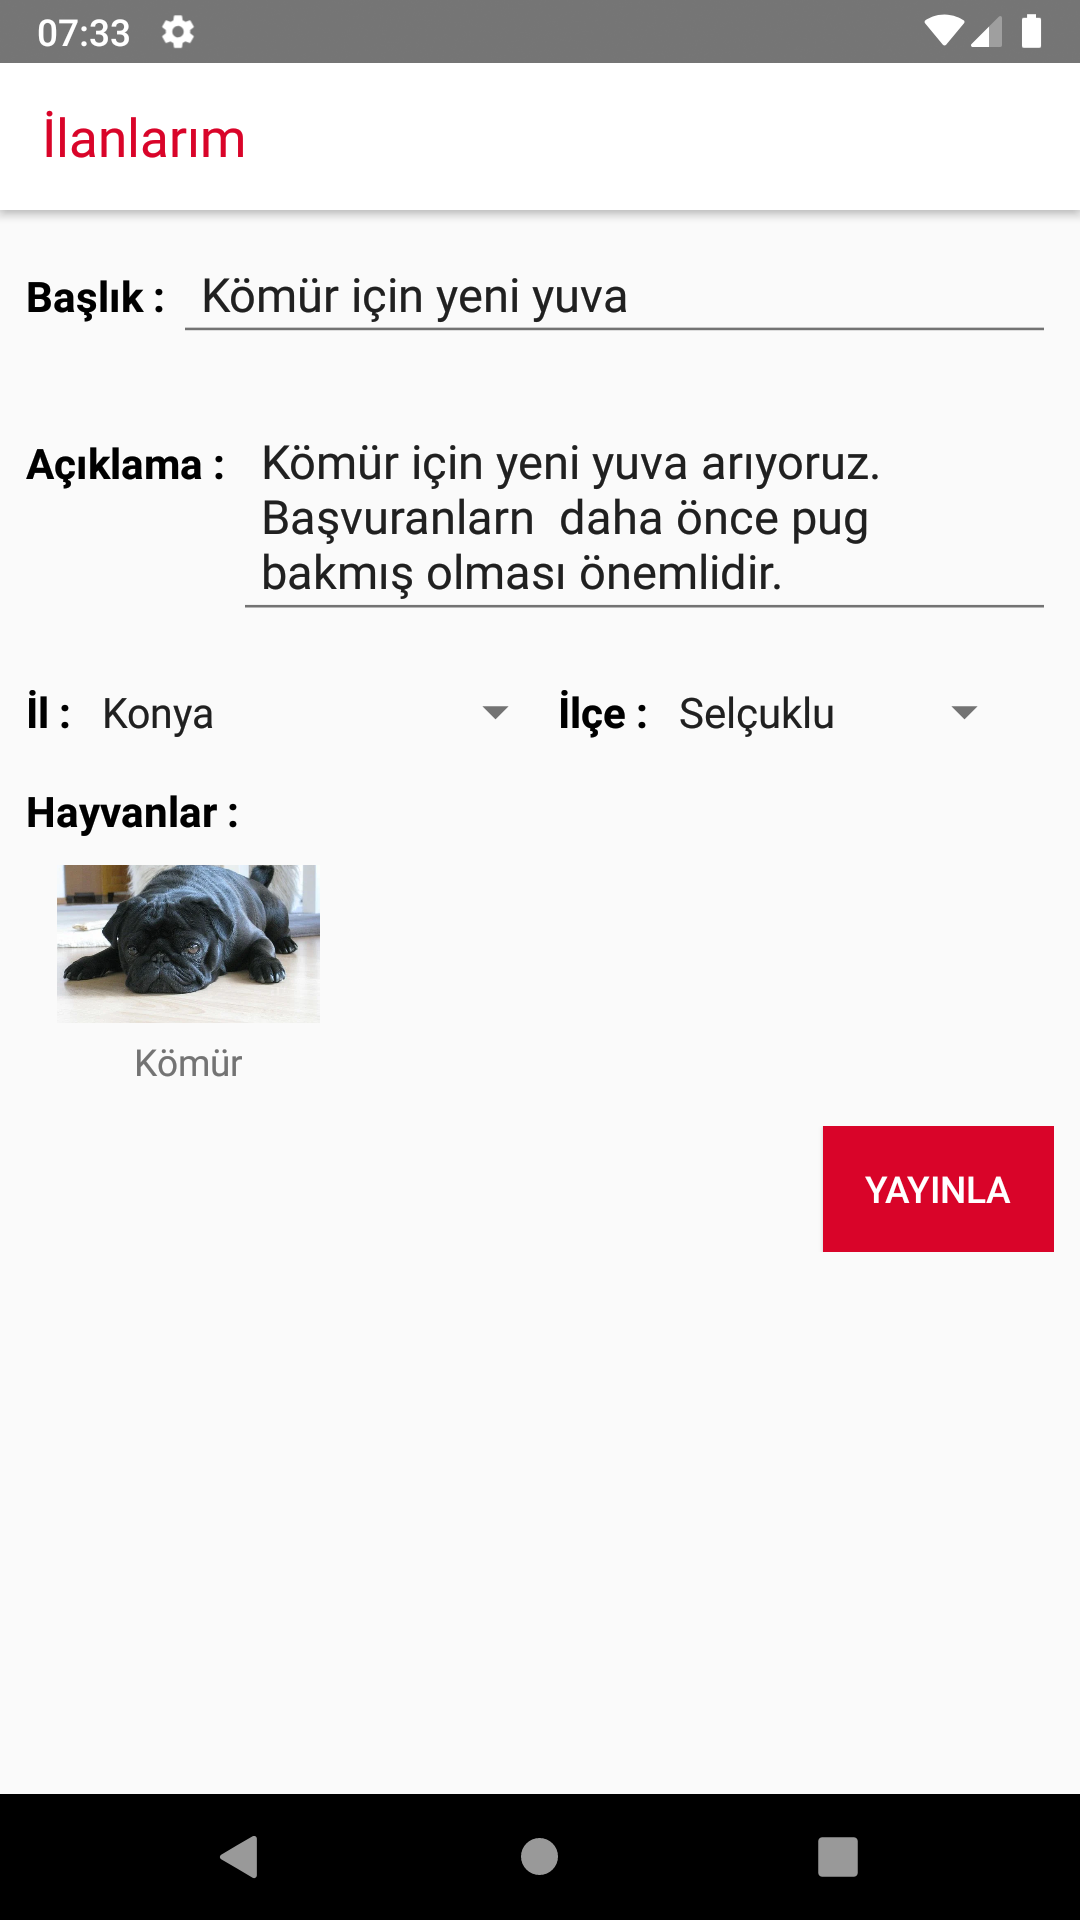 07:33
İlanlarım
Başlık : Kömür için yeni yuva
Açıklama : Kömür için yeni yuva arıyoruz.
Başvuranlarn  daha önce pug
bakmış olması önemlidir.
İl : Konya İlçe : Selçuklu
Hayvanlar :
Kömür
YAYINLA